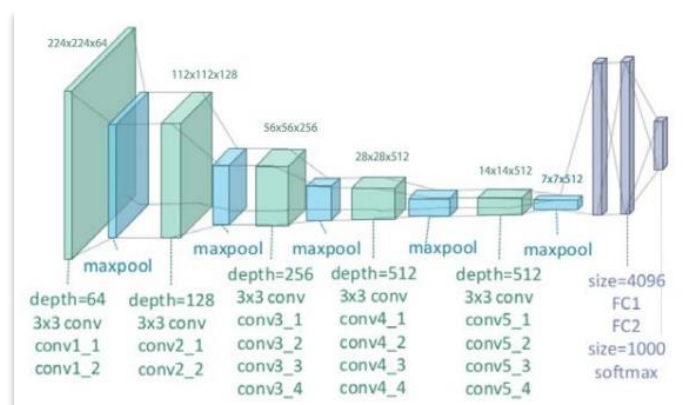 224x224x64
112x112x128
56x56x256
28x28x512
14x14x512
7x7x512
maxpool
maxpool
maxpool
maxpool
maxpool
depth=64
3x3 conv
conv1_1
conv1_2
depth=128
3x3 conv
conv2_1
conv2_2
depth=256
3x3 conv
conv3_1
conv3_2
conv3_3
conv3_4
depth=512
3x3 conv
conv4_1
conv4_2
conv4_3
conv4_4
depth=512
3x3 conv
conv5_1
conv5_2
conv5_3
conv5_4
size=4096
FC1
FC2
size=1000
softmax